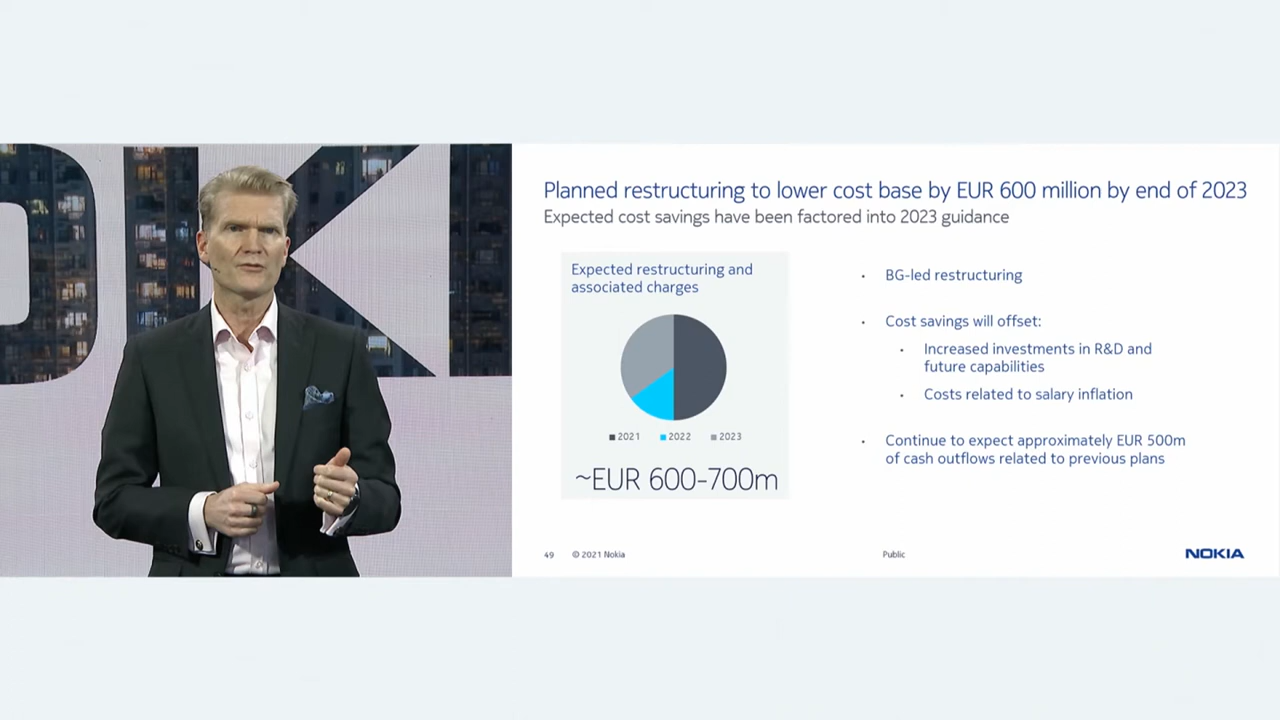 OKI
Planned restructuring to lower cost base by EUR 600 million by end of 2023
Expected cost savings have been factored into 2023 guidance
Expected restructuring and
associated charges
2021 2022 2023
~EUR 600-700m
• BG-led restructuring
• Cost savings will offset:
• Increased investments in R&D and
future capabilities
• Costs related to salary inflation
• Continue to expect approximately EUR 500m
of cash outflows related to previous plans
49 © 2021 Nokia Public NOKIA